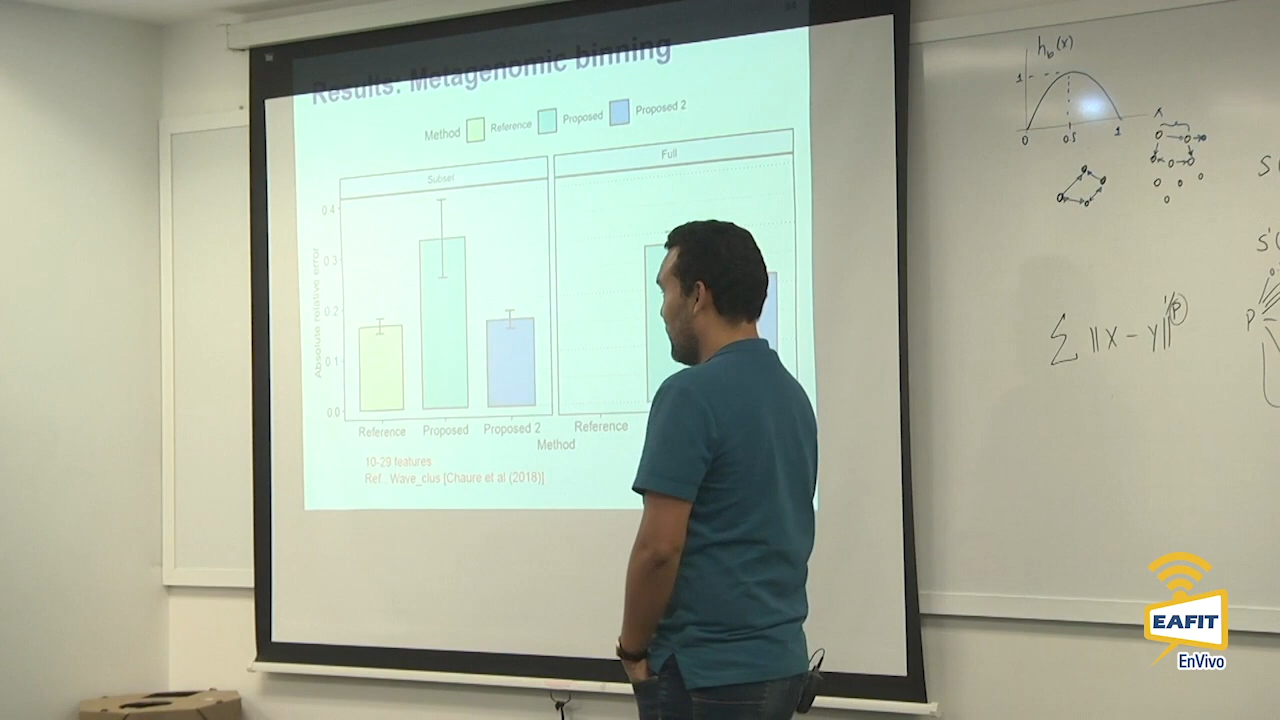 Results: Metagenomic binning
Method Reference Proposed Proposed 2
Subset
Full
Absolute relative error
0.4
0.3
0.2
0.1
0.0
Reference Proposed Proposed 2
Reference
Method
10-29 features
Ref.: Wave_clus [Chaure et al (2018)]
h_b(x)
1
0 0.5 1
x
Σ ||x - y||^p
S(
S'(
P
EAFIT
EnVivo